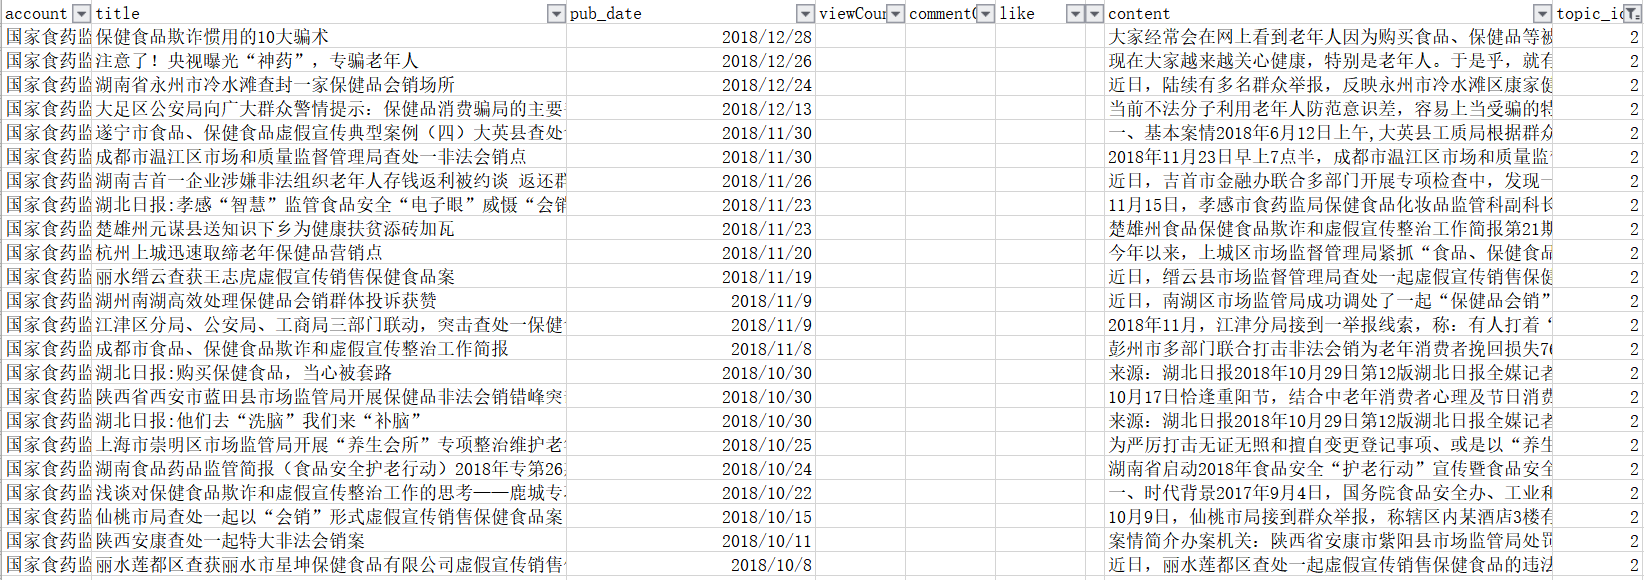 account title pub_date viewCour comment( like content topic_ic
国家食药监 保健食品欺诈惯用的10大骗术 2018/12/28 大家经常会在网上看到老年人因为购买食品、保健品等被 2
国家食药监 注意了！央视曝光“神药”，专骗老年人 2018/12/26 现在大家越来越关心健康，特别是老年人。于是乎，就有 2
国家食药监 湖南省永州市冷水滩查封一家保健品会销场所 2018/12/24 近日，陆续有多名群众举报，反映永州市冷水滩区康家健 2
国家食药监 大足区公安局向广大群众警情提示：保健品消费骗局的主要 2018/12/13 当前不法分子利用老年人防范意识差，容易上当受骗的特 2
国家食药监 遂宁市食品、保健食品虚假宣传典型案例（四）大英县查处 2018/11/30 一、基本案情2018年6月12日上午,大英县工质局根据群众 2
国家食药监 成都市温江区市场和质量监督管理局查处一非法会销点 2018/11/30 2018年11月23日早上7点半，成都市温江区市场和质量监 2
国家食药监 湖南吉首一企业涉嫌非法组织老年人存钱返利被约谈 返还群 2018/11/26 近日，吉首市金融办联合多部门开展专项检查中，发现一 2
国家食药监 湖北日报:孝感“智慧”监管食品安全“电子眼”威慑“会销 2018/11/23 11月15日，孝感市食药监局保健食品化妆品监管科副科长 2
国家食药监 楚雄州元谋县送知识下乡为健康扶贫添砖加瓦 2018/11/23 楚雄州食品保健食品欺诈和虚假宣传整治工作简报第21期 2
国家食药监 杭州上城迅速取缔老年保健品营销点 2018/11/20 今年以来，上城区市场监督管理局紧抓“食品、保健食品 2
国家食药监 丽水缙云查获王志虎虚假宣传销售保健食品案 2018/11/19 近日，缙云县市场监督管理局查处一起虚假宣传销售保健 2
国家食药监 湖州南湖高效处理保健品会销群体投诉获赞 2018/11/9 近日，南湖区市场监管局成功调处了一起“保健品会销” 2
国家食药监 江津区分局、公安局、工商局三部门联动，突击查处一保健 2018/11/9 2018年11月，江津分局接到一举报线索，称：有人打着“ 2
国家食药监 成都市食品、保健食品欺诈和虚假宣传整治工作简报 2018/11/8 彭州市多部门联合打击非法会销为老年消费者挽回损失76 2
国家食药监 湖北日报:购买保健食品，当心被套路 2018/10/30 来源：湖北日报2018年10月29日第12版湖北日报全媒记者 2
国家食药监 陕西省西安市蓝田县市场监管局开展保健品非法会销错峰突 2018/10/30 10月17日恰逢重阳节，结合中老年消费者心理及节日消费 2
国家食药监 湖北日报:他们去“洗脑”我们来“补脑” 2018/10/30 来源：湖北日报2018年10月29日第12版湖北日报全媒记者 2
国家食药监 上海市崇明区市场监管局开展“养生会所”专项整治维护老 2018/10/25 为严厉打击无证无照和擅自变更登记事项、或是以“养生 2
国家食药监 湖南食品药品监管简报（食品安全护老行动）2018年专第26 2018/10/24 湖南省启动2018年食品安全“护老行动”宣传暨食品安全 2
国家食药监 浅谈对保健食品欺诈和虚假宣传整治工作的思考——鹿城专 2018/10/22 一、时代背景2017年9月4日，国务院食品安全办、工业和 2
国家食药监 仙桃市局查处一起以“会销”形式虚假宣传销售保健食品案 2018/10/15 10月9日，仙桃市局接到群众举报，称辖区内某酒店3楼有 2
国家食药监 陕西安康查处一起特大非法会销案 2018/10/11 案情简介办案机关：陕西省安康市紫阳县市场监管局处罚 2
国家食药监 丽水莲都区查获丽水市星坤保健食品有限公司虚假宣传销售 2018/10/8 近日，丽水莲都区查处一起虚假宣传销售保健食品的违法 2